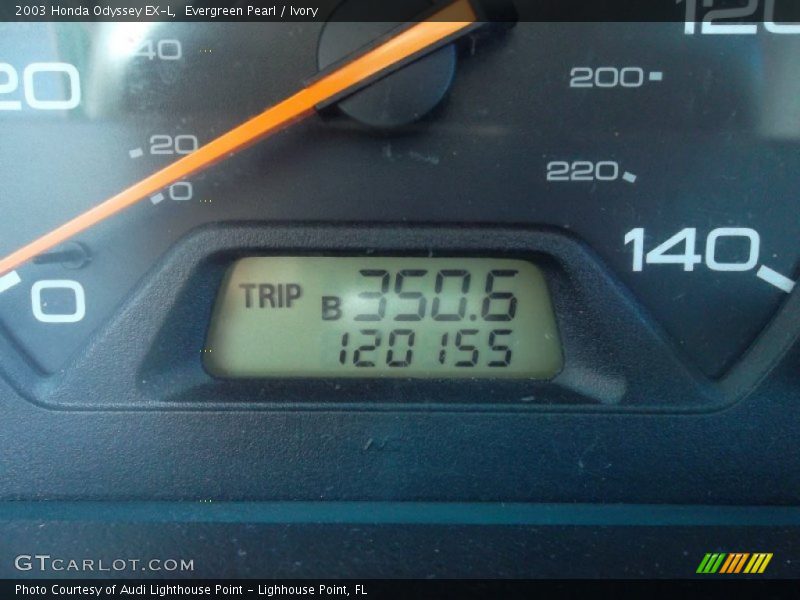 2003 Honda Odyssey EX-L,  Evergreen Pearl / Ivory
120
40
20
200
20
220
0
140
0
TRIP B 350.6
120155
GTCARLOT.COM
Photo Courtesy of Audi Lighthouse Point - Lighhouse Point, FL